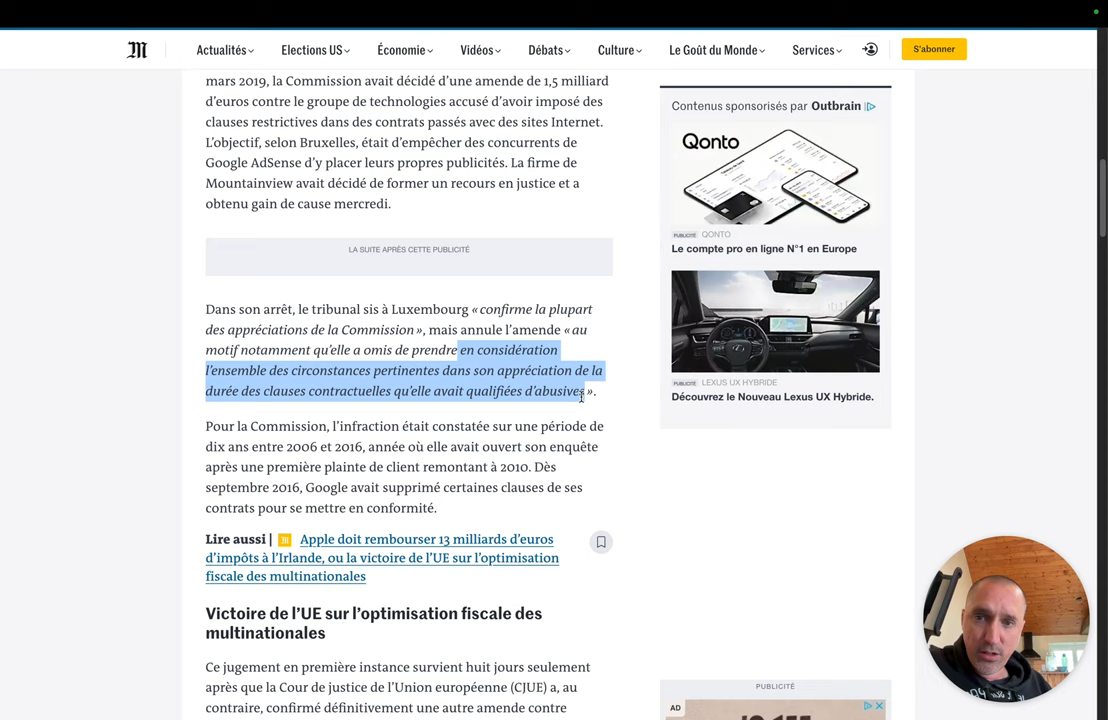 M
Actualités
Elections US
Économie
Vidéos
Débats
Culture
Le Goût du Monde
Services
S'abonner
mars 2019, la Commission avait décidé d'une amende de 1,5 milliard
d'euros contre le groupe de technologies accusé d'avoir imposé des
clauses restrictives dans des contrats passés avec des sites Internet.
L'objectif, selon Bruxelles, était d'empêcher des concurrents de
Google AdSense d'y placer leurs propres publicités. La firme de
Mountainview avait décidé de former un recours en justice et a
obtenu gain de cause mercredi.
LA SUITE APRÈS CETTE PUBLICITÉ
Dans son arrêt, le tribunal sis à Luxembourg « confirme la plupart
des appréciations de la Commission », mais annule l'amende « au
motif notamment qu'elle a omis de prendre en considération
l'ensemble des circonstances pertinentes dans son appréciation de la
durée des clauses contractuelles qu'elle avait qualifiées d'abusives ».
Pour la Commission, l'infraction était constatée sur une période de
dix ans entre 2006 et 2016, année où elle avait ouvert son enquête
après une première plainte de client remontant à 2010. Dès
septembre 2016, Google avait supprimé certaines clauses de ses
contrats pour se mettre en conformité.
Lire aussi | M Apple doit rembourser 13 milliards d'euros
d'impôts à l'Irlande, ou la victoire de l'UE sur l'optimisation
fiscale des multinationales
Victoire de l'UE sur l'optimisation fiscale des
multinationales
Ce jugement en première instance survient huit jours seulement
après que la Cour de justice de l'Union européenne (CJUE) a, au
contraire, confirmé définitivement une autre amende contre
Contenus sponsorisés par Outbrain
Qonto
PUBLICITÉ QONTO
Le compte pro en ligne N°1 en Europe
PUBLICITÉ LEXUS UX HYBRIDE
Découvrez le Nouveau Lexus UX Hybride.
PUBLICITÉ
AD